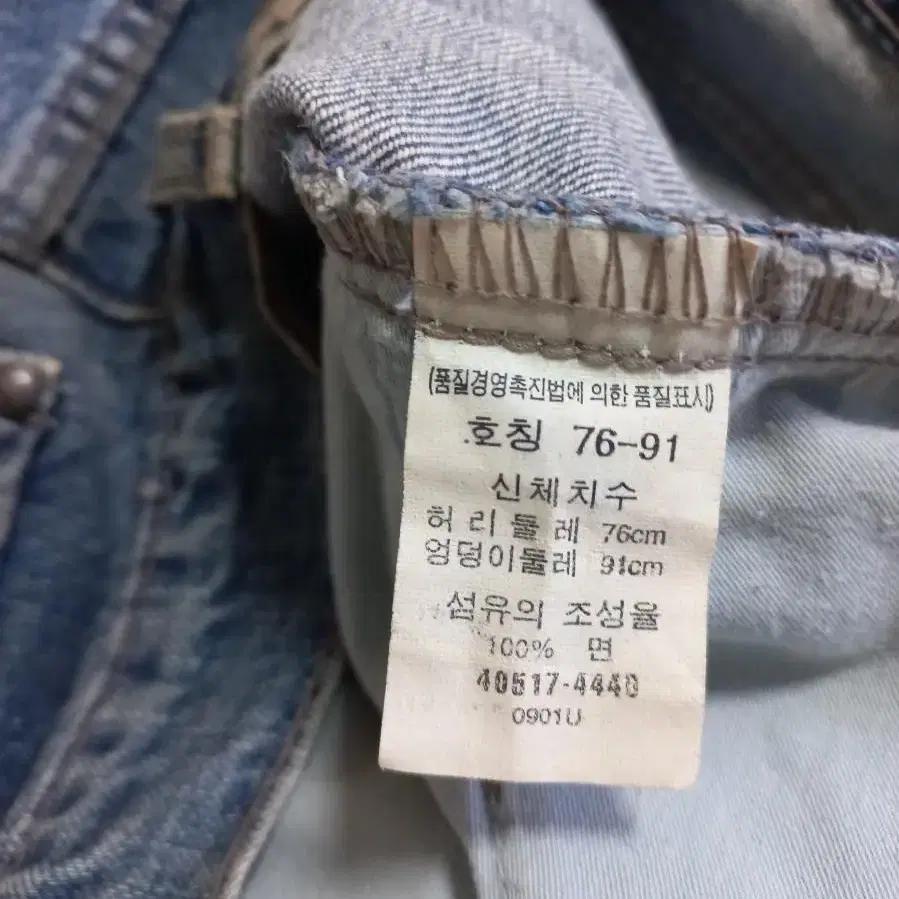 (품질경영촉진법에 의한 품질표시)
호칭 76-91
신체치수
허리둘레 76cm
엉덩이둘레 91cm
섬유의 조성율
100% 면
40517-4440
0901U